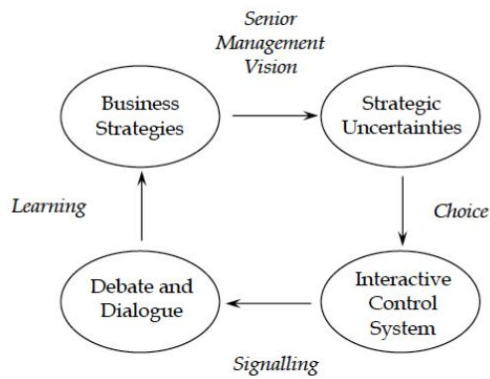 Senior
Management
Vision
Business
Strategies
Strategic
Uncertainties
Learning
Choice
Debate and
Dialogue
Interactive
Control
System
Signalling